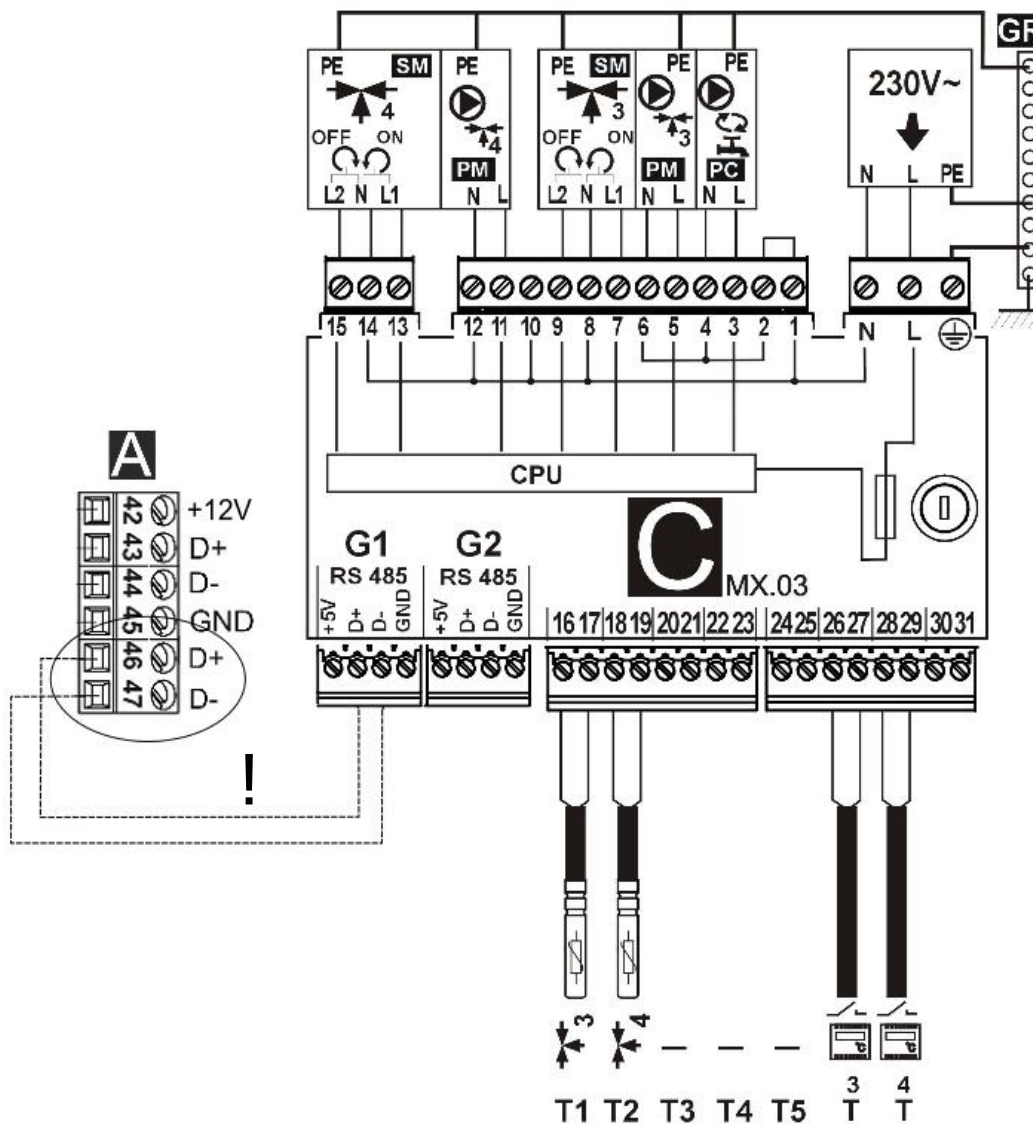 GR
PE SM PE PE SM PE PE
230V~
4 4 3 3
OFF ON OFF ON
PM PM PC
L2 N L1 N L L2 N L1 N L N L N L PE
15 14 13 12 11 10 9 8 7 6 5 4 3 2 1 N L
CPU
A
42 +12V
43 D+
44 D-
45 GND
46 D+
47 D-
G1 G2
RS 485 RS 485
+5V D+ D- GND +5V D+ D- GND
C MX.03
16 17 18 19 20 21 22 23 24 25 26 27 28 29 30 31
!
3 4 — — —
°C °C
3 4
T1 T2 T3 T4 T5 T T